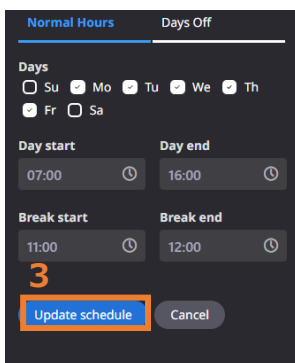 Normal Hours Days Off
Days
Su Mo Tu We Th
Fr Sa
Day start Day end
07:00 16:00
Break start Break end
11:00 12:00
3
Update schedule Cancel